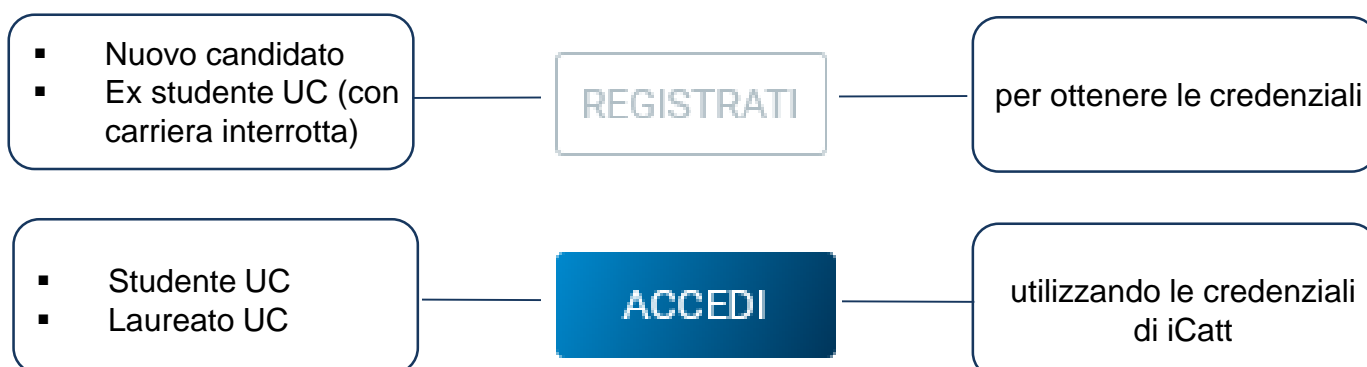 ▪ Nuovo candidato
▪ Ex studente UC (con
carriera interrotta)
REGISTRATI
per ottenere le credenziali
▪ Studente UC
▪ Laureato UC
ACCEDI
utilizzando le credenziali
di iCatt